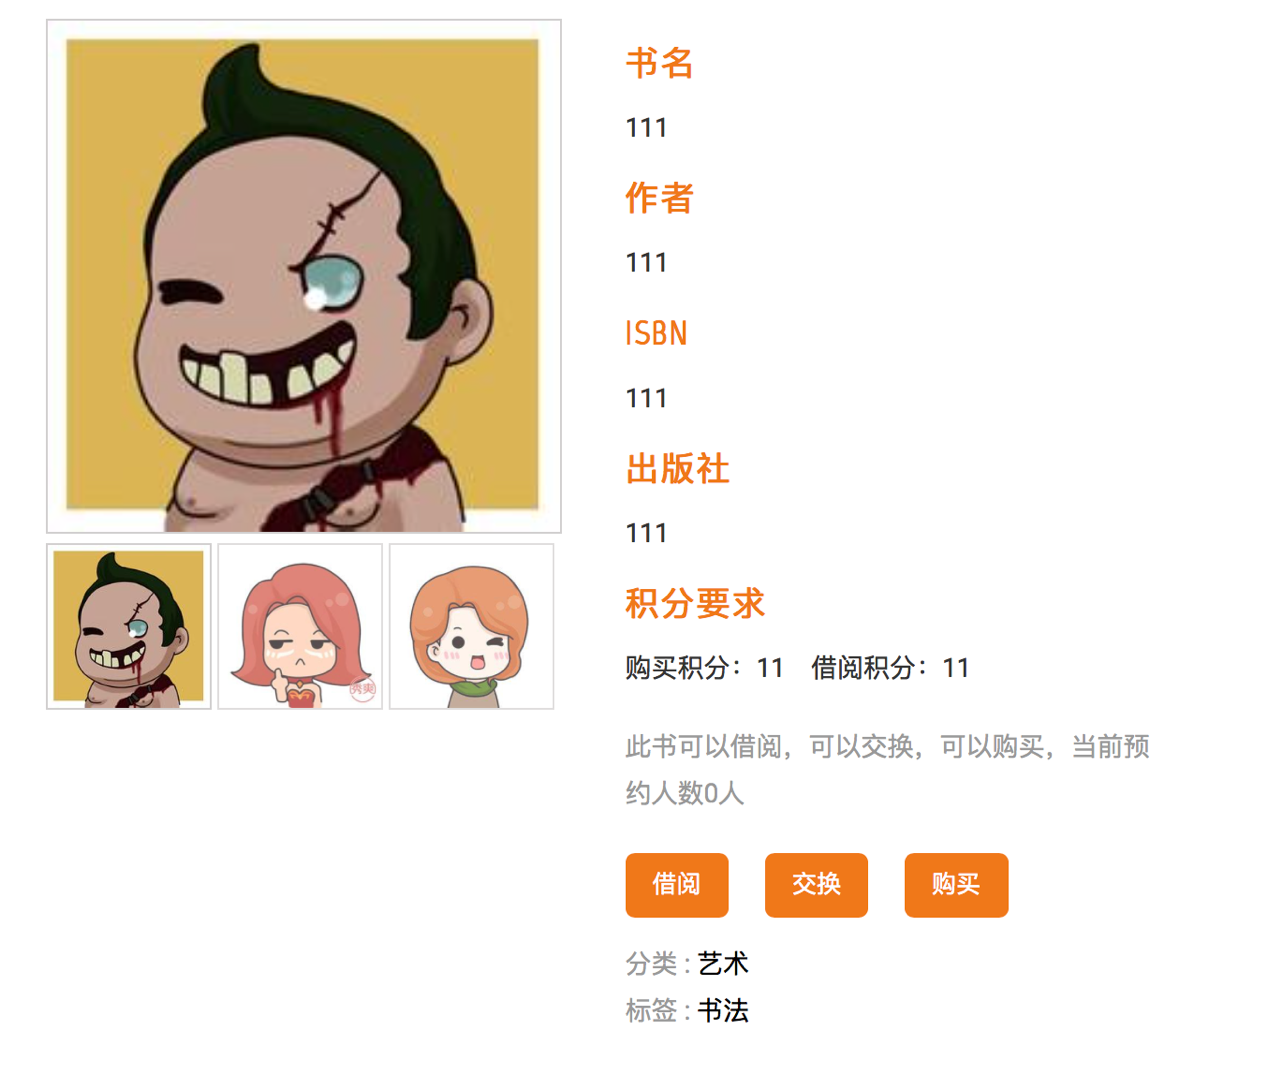 书名
111
作者
111
ISBN
111
出版社
111
积分要求
购买积分：11 借阅积分：11
此书可以借阅，可以交换，可以购买，当前预
约人数0人
借阅 交换 购买
分类 : 艺术
标签 : 书法
秀爽